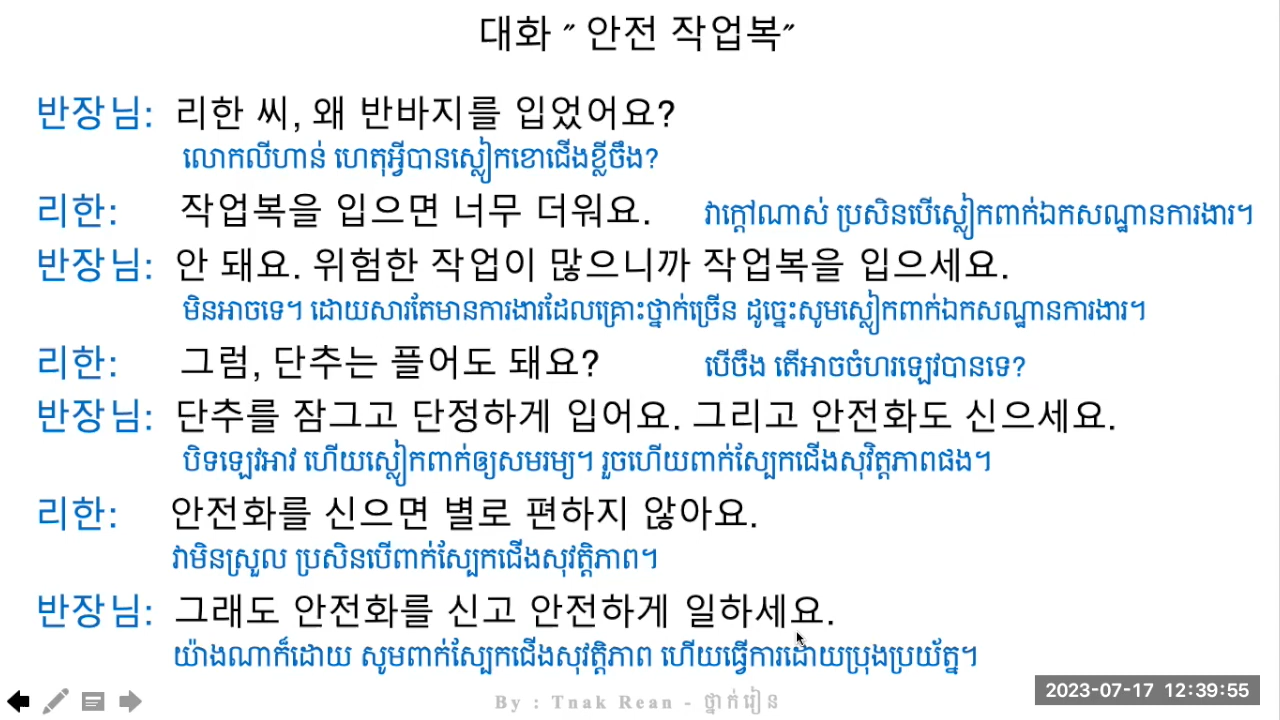 대화 ˝ 안전 작업복˝
반장님: 리한 씨, 왜 반바지를 입었어요?
លោកលីហាន់ ហេតុអ្វីបានស្លៀកខោជើងខ្លីចឹង?
리한: 작업복을 입으면 너무 더워요. វាក្តៅណាស់ ប្រសិនបើស្លៀកពាក់ឯកសណ្ឋានការងារ។
반장님: 안 돼요. 위험한 작업이 많으니까 작업복을 입으세요.
មិនអាចទេ។ ដោយសារតែមានការងារដែលគ្រោះថ្នាក់ច្រើន ដូច្នេះសូមស្លៀកពាក់ឯកសណ្ឋានការងារ។
리한: 그럼, 단추는 플어도 돼요? បើចឹង តើអាចចំហរឡេវបានទេ?
반장님: 단추를 잠그고 단정하게 입어요. 그리고 안전화도 신으세요.
បិទឡេវអាវ ហើយស្លៀកពាក់ឲ្យសមរម្យ។ រួចហើយពាក់ស្បែកជើងសុវិត្តភាពផង។
리한: 안전화를 신으면 별로 편하지 않아요.
វាមិនស្រួល ប្រសិនបើពាក់ស្បែកជើងសុវត្តិភាព។
반장님: 그래도 안전화를 신고 안전하게 일하세요.
យ៉ាងណាក៏ដោយ សូមពាក់ស្បែកជើងសុវត្តិភាព ហើយធ្វើការដោយប្រុងប្រយ័ត្ន។
By : Tnak Rean - ថ្នាក់រៀន
2023-07-17 12:39:55